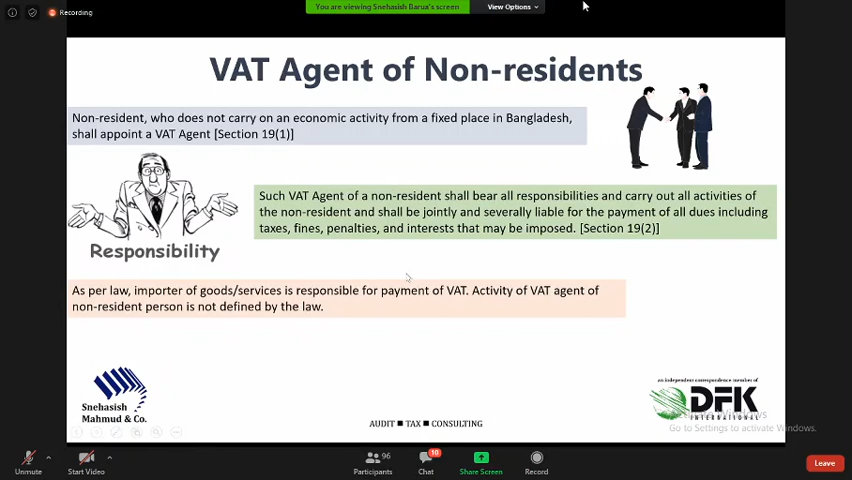 Recording
You are viewing Snehasish Barua's screen
View Options
VAT Agent of Non-residents
Non-resident, who does not carry on an economic activity from a fixed place in Bangladesh,
shall appoint a VAT Agent [Section 19(1)]
Such VAT Agent of a non-resident shall bear all responsibilities and carry out all activities of
the non-resident and shall be jointly and severally liable for the payment of all dues including
taxes, fines, penalties, and interests that may be imposed. [Section 19(2)]
Responsibility
As per law, importer of goods/services is responsible for payment of VAT. Activity of VAT agent of
non-resident person is not defined by the law.
Snehasish
Mahmud & Co.
AUDIT ■ TAX ■ CONSULTING
an independent correspondence member of
DFK
INTERNATIONAL
Activate Windows
Go to Settings to activate Windows.
Unmute
Start Video
96
Participants
10
Chat
Share Screen
Record
Leave